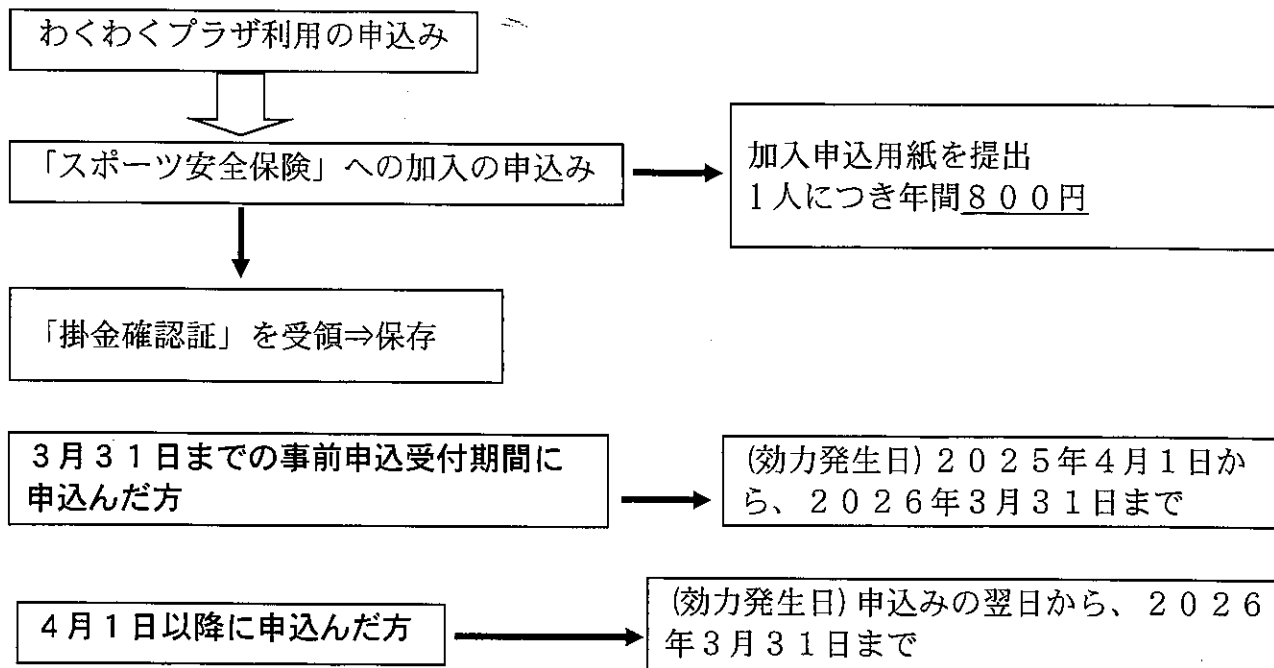 わくわくプラザ利用の申込み
「スポーツ安全保険」への加入の申込み
加入申込用紙を提出
１人につき年間８００円
「掛金確認証」を受領⇒保存
３月３１日までの事前申込受付期間に
申込んだ方
(効力発生日)２０２５年４月１日か
ら、２０２６年３月３１日まで
４月１日以降に申込んだ方
(効力発生日)申込みの翌日から、２０２６
年３月３１日まで